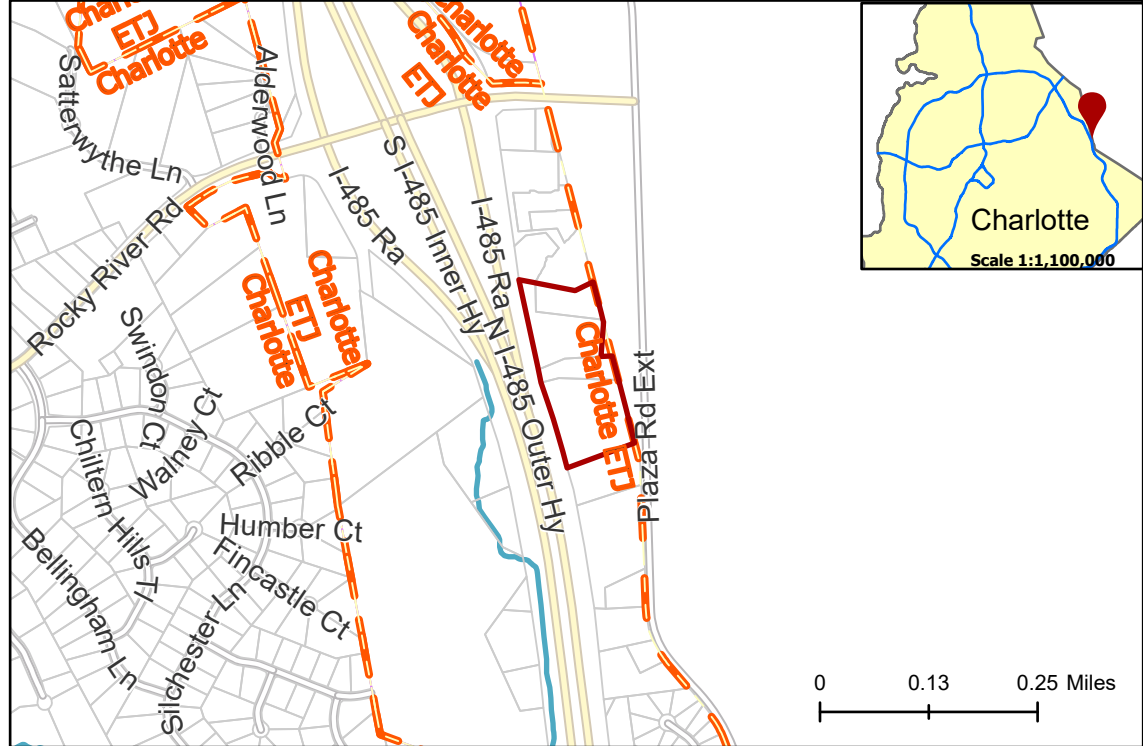 Charlotte
ETJ
Charlotte
Charlotte
Charlotte
ETJ
Charlotte
Satterwythe Ln
Alderwood Ln
Rocky River Rd
I-485 Ra
S I-485 Inner Hy
I-485 Ra
N I-485 Outer Hy
Charlotte
ETJ
Charlotte
Charlotte ETJ
Plaza Rd Ext
Swindon Ct
Walney Ct
Ribble Ct
Chiltern Hills Tl
Humber Ct
Fincastle Ct
Bellingham Ln
Silchester Ln
Charlotte
Scale 1:1,100,000
0 0.13 0.25 Miles